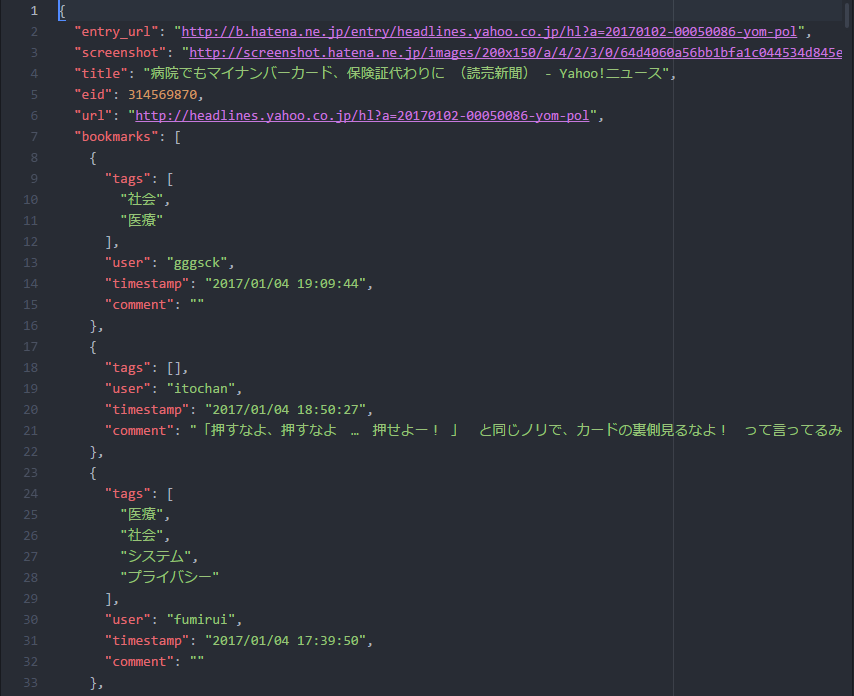 1 {
2 "entry_url": "http://b.hatena.ne.jp/entry/headlines.yahoo.co.jp/hl?a=20170102-00050086-yom-pol",
3 "screenshot": "http://screenshot.hatena.ne.jp/images/200x150/a/4/2/3/0/64d4060a56bb1bfa1c044534d845e
4 "title": "病院でもマイナンバーカード、保険証代わりに （読売新聞） - Yahoo!ニュース",
5 "eid": 314569870,
6 "url": "http://headlines.yahoo.co.jp/hl?a=20170102-00050086-yom-pol",
7 "bookmarks": [
8 {
9 "tags": [
10 "社会",
11 "医療"
12 ],
13 "user": "gggsck",
14 "timestamp": "2017/01/04 19:09:44",
15 "comment": ""
16 },
17 {
18 "tags": [],
19 "user": "itochan",
20 "timestamp": "2017/01/04 18:50:27",
21 "comment": "「押すなよ、押すなよ　…　押せよー！ 」　と同じノリで、カードの裏側見るなよ！　って言ってるみ
22 },
23 {
24 "tags": [
25 "医療",
26 "社会",
27 "システム",
28 "プライバシー"
29 ],
30 "user": "fumirui",
31 "timestamp": "2017/01/04 17:39:50",
32 "comment": ""
33 },